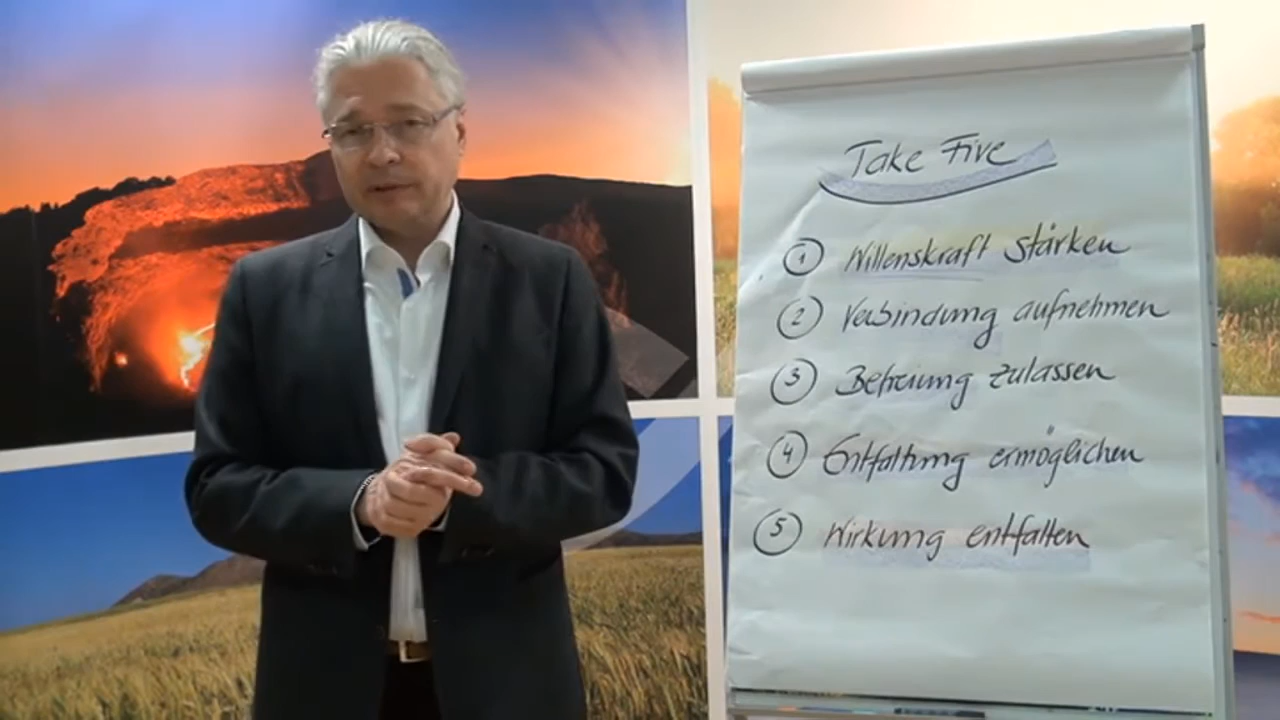 Take Five
1 Willenskraft stärken
2 Verbindung aufnehmen
3 Befreiung zulassen
4 Entfaltung ermöglichen
5 Wirkung entfalten